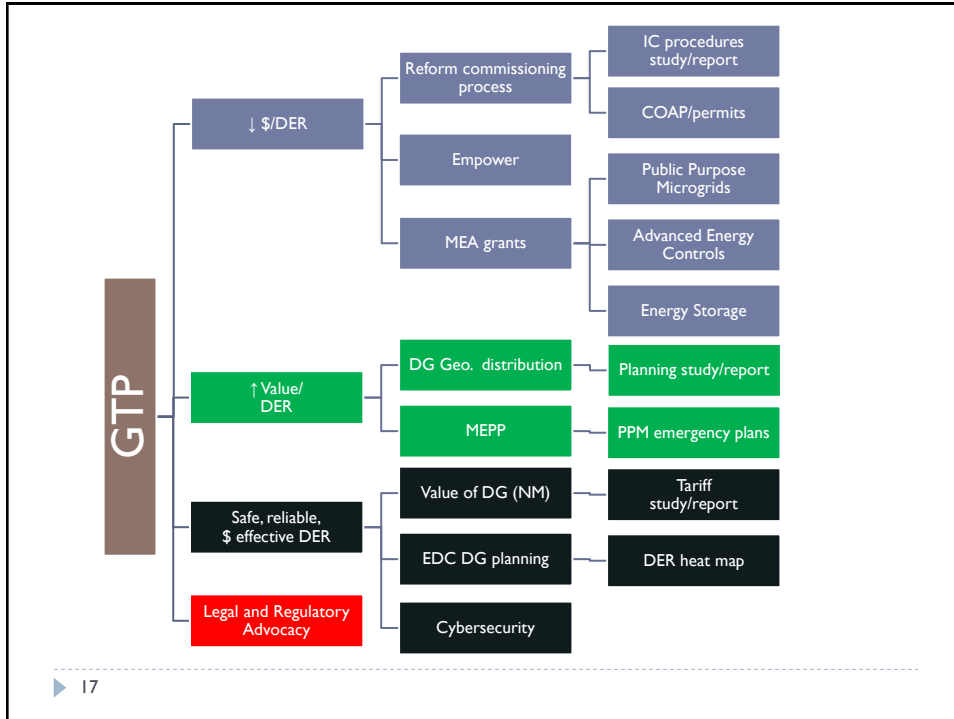 GTP
↓ $/DER
Reform commissioning
process
IC procedures
study/report
COAP/permits
Empower
MEA grants
Public Purpose
Microgrids
Advanced Energy
Controls
Energy Storage
↑ Value/
DER
DG Geo. distribution
Planning study/report
MEPP
PPM emergency plans
Safe, reliable,
$ effective DER
Value of DG (NM)
Tariff
study/report
EDC DG planning
DER heat map
Cybersecurity
Legal and Regulatory
Advocacy
17